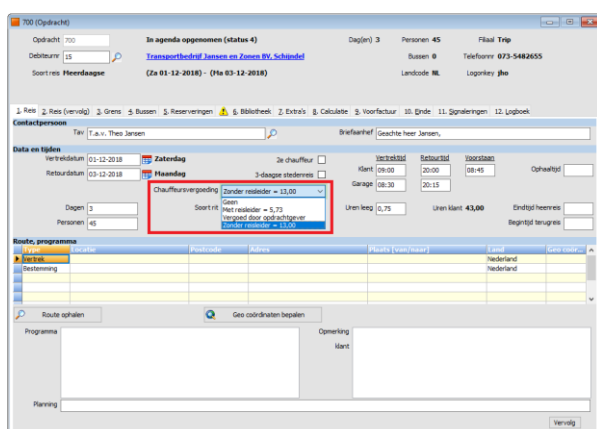 700 (Opdracht)
Opdracht 700 In agenda opgenomen (status 4) Dag(en) 3 Personen 45 Filiaal Trip
Debiteurnr 15 Transportbedrijf Jansen en Zonen BV, Schijndel Bussen 0 Telefoonnr 073-5482655
Soort reis Meerdaagse (Za 01-12-2018) - (Ma 03-12-2018) Landcode NL Logonkey jho
1. Reis 2. Reis (vervolg) 3. Grens 4. Bussen 5. Reserveringen 6. Bibliotheek 7. Extra's 8. Calculatie 9. Voorfactuur 10. Einde 11. Signaleringen 12. Logboek
Contactpersoon
Tav T.a.v. Theo Jansen Briefaanhef Geachte heer Jansen,
Data en tijden
Vertrekdatum 01-12-2018 Zaterdag 2e chauffeur Vertrektijd Retourtijd Voorstaan
Retourdatum 03-12-2018 Maandag 3-daagse stedenreis Klant 09:00 20:00 08:45 Ophaaltijd
Chauffeursvergoeding Zonder reisleider = 13,00 Garage 08:30 20:15
Geen
Dagen 3 Soort rit Met reisleider = 5,73 Uren leeg 0,75 Uren klant 43,00 Eindtijd heenreis
Vergoed door opdrachtgever
Personen 45 Zonder reisleider = 13,00 Begintijd terugreis
Route, programma
Type Locatie Postcode Adres Plaats [van/naar] Land Geo coör...
Vertrek Nederland
Bestemming Nederland
Route ophalen Geo coördinaten bepalen
Programma Opmerking
klant
Planning
Vervolg